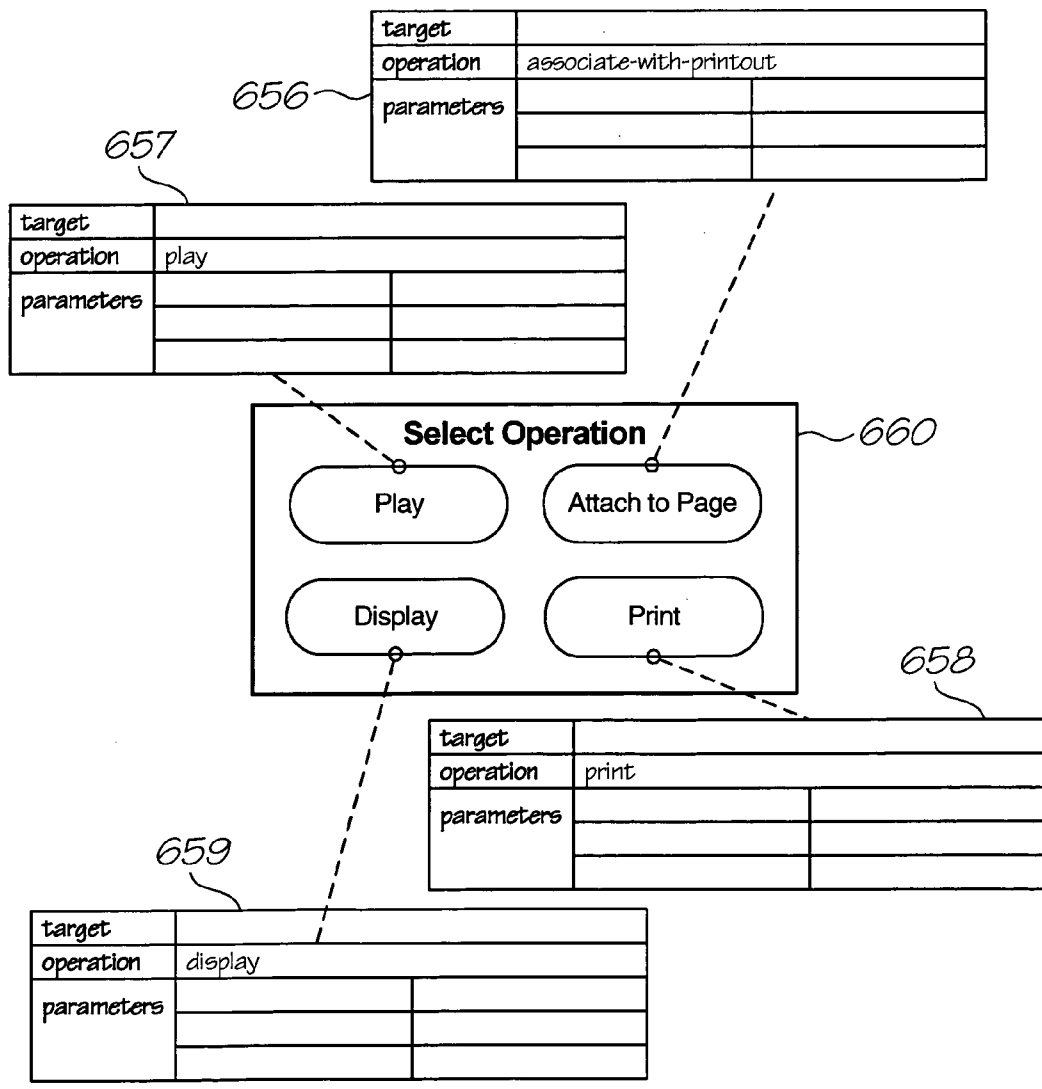 target
operation associate-with-printout
656
parameters
657
target
operation play
parameters
Select Operation
660
Play Attach to Page
Display Print
658
target
operation print
parameters
659
target
operation display
parameters